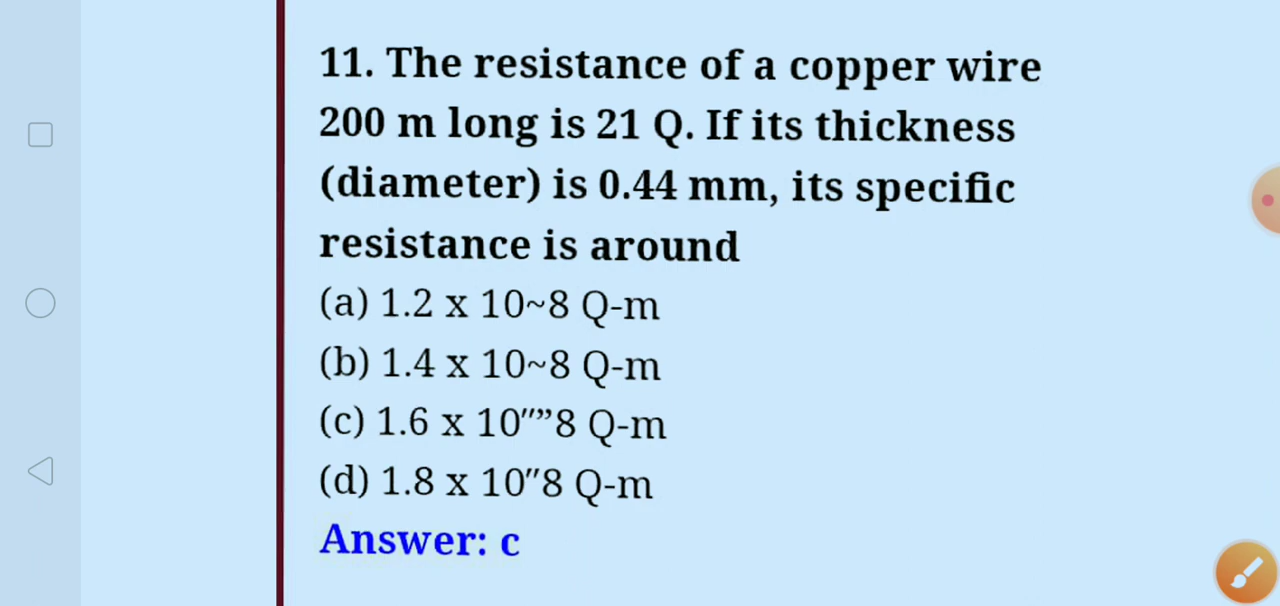 11. The resistance of a copper wire
200 m long is 21 Q. If its thickness
(diameter) is 0.44 mm, its specific
resistance is around
(a) 1.2 x 10~8 Q-m
(b) 1.4 x 10~8 Q-m
(c) 1.6 x 10″”8 Q-m
(d) 1.8 x 10″8 Q-m
Answer: c